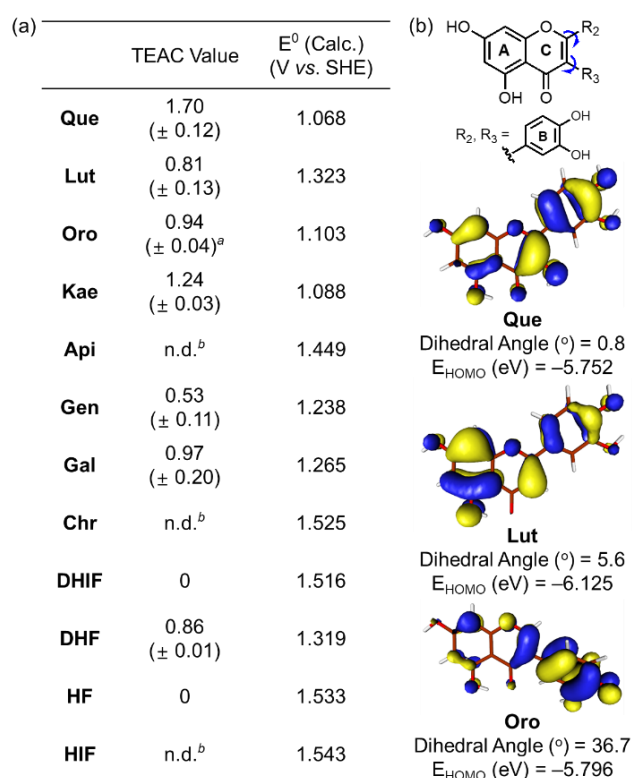 (a)
TEAC Value
E⁰ (Calc.)
(V vs. SHE)
Que
1.70
(± 0.12)
1.068
Lut
0.81
(± 0.13)
1.323
Oro
0.94
(± 0.04)ᵃ
1.103
Kae
1.24
(± 0.03)
1.088
Api
n.d.ᵇ
1.449
Gen
0.53
(± 0.11)
1.238
Gal
0.97
(± 0.20)
1.265
Chr
n.d.ᵇ
1.525
DHIF
0
1.516
DHF
0.86
(± 0.01)
1.319
HF
0
1.533
HIF
n.d.ᵇ
1.543
(b)
HO
O
R₂
A
C
R₃
OH
O
R₂, R₃ =
B
OH
OH
Que
Dihedral Angle (°) = 0.8
E_HOMO (eV) = –5.752
Lut
Dihedral Angle (°) = 5.6
E_HOMO (eV) = –6.125
Oro
Dihedral Angle (°) = 36.7
E_HOMO (eV) = –5.796